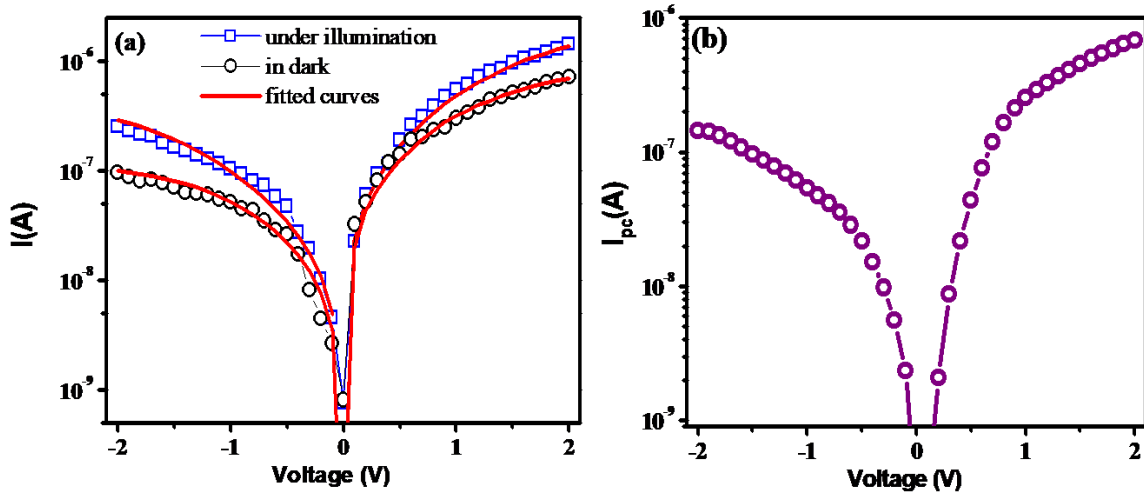 (a)
under illumination
in dark
fitted curves
10⁻⁶
10⁻⁷
10⁻⁸
10⁻⁹
I(A)
-2 -1 0 1 2
Voltage (V)
(b)
10⁻⁶
10⁻⁷
10⁻⁸
10⁻⁹
I_pc(A)
-2 -1 0 1 2
Voltage (V)